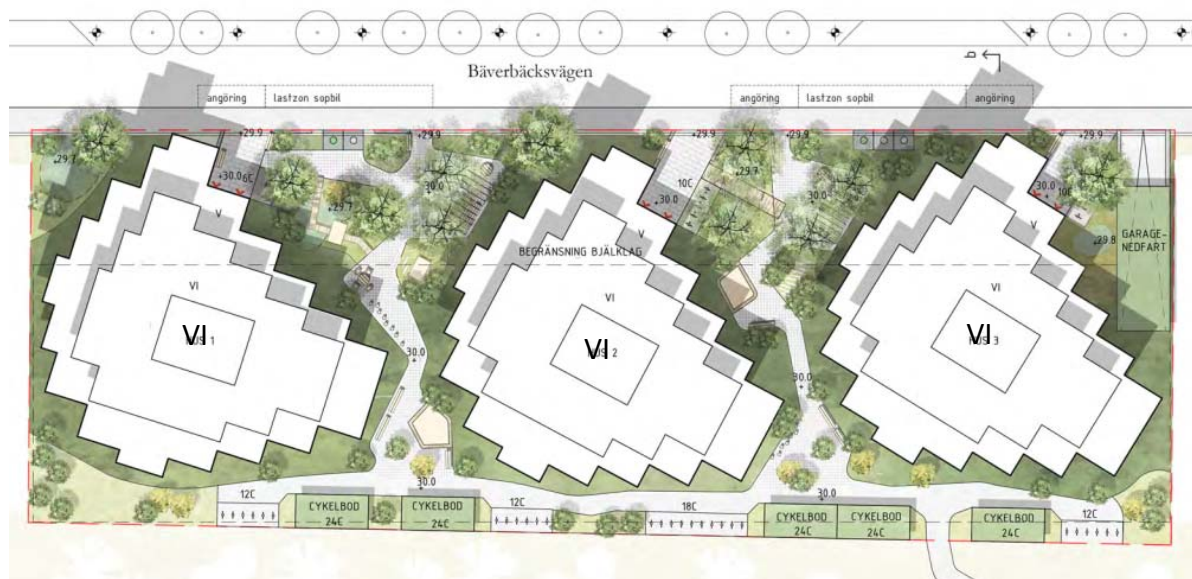 Bäverbäcksvägen
b
angöring
lastzon sopbil
angöring
lastzon sopbil
angöring
+29.9
+29.9
+29.9
+29.9
+29.9
+29.7
+30.0
6C
30.0
+29.7
10C
+30.0
+29.7
30.0
30.0
10C
+29.8
V
V
V
GARAGE-
NEDFART
BEGRÄNSNING BJÄLKLAG
VI
VI
VI
VI
HUS 1
VI
HUS 2
VI
HUS 3
30.0
30.0
30.0
30.0
12C
CYKELBOD
24C
CYKELBOD
24C
12C
18C
CYKELBOD
24C
CYKELBOD
24C
CYKELBOD
24C
12C